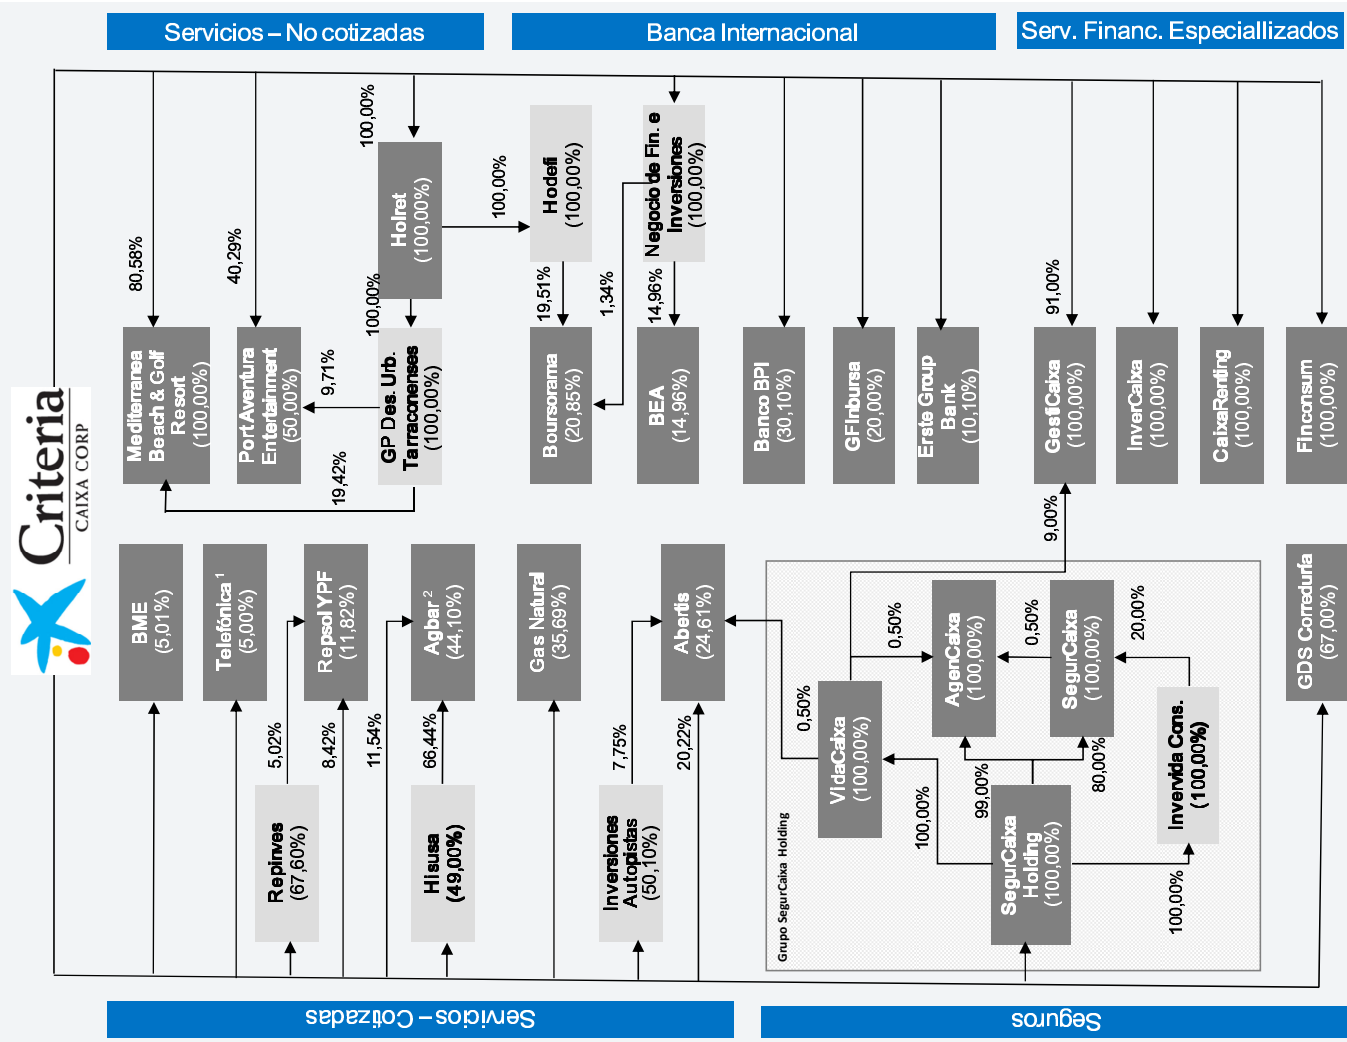 Servicios – No cotizadas
Banca Internacional
Serv. Financ. Especiallizados
Criteria
CAIXA CORP
100,00%
80,58%
40,29%
Holret
(100,00%)
100,00%
100,00%
Hodefi
(100,00%)
Negocio de Fin. e
Inversiones
(100,00%)
19,51%
1,34%
14,96%
91,00%
Mediterranea
Beach & Golf
Resort
(100,00%)
Port Aventura
Entertainment
(50,00%)
9,71%
GP Des. Urb.
Tarraconenses
(100,00%)
19,42%
Boursorama
(20,85%)
BEA
(14,96%)
Banco BPI
(30,10%)
GFInbursa
(20,00%)
Erste Group
Bank
(10,10%)
GestiCaixa
(100,00%)
InverCaixa
(100,00%)
CaixaRenting
(100,00%)
Finconsum
(100,00%)
9,00%
BME
(5,01%)
Telefónica 1
(5,00%)
Repsol YPF
(11,82%)
Agbar 2
(44,10%)
Gas Natural
(35,69%)
Abertis
(24,61%)
5,02%
8,42%
11,54%
66,44%
7,75%
20,22%
Repinves
(67,60%)
Hisusa
(49,00%)
Inversiones
Autopistas
(50,10%)
Grupo SegurCaixa Holding
0,50%
VidaCaixa
(100,00%)
0,50%
AgenCaixa
(100,00%)
0,50%
SegurCaixa
(100,00%)
20,00%
100,00%
99,00%
80,00%
SegurCaixa
Holding
(100,00%)
Invervida Cons.
(100,00%)
100,00%
GDS Correduría
(67,00%)
Servicios – Cotizadas
Seguros